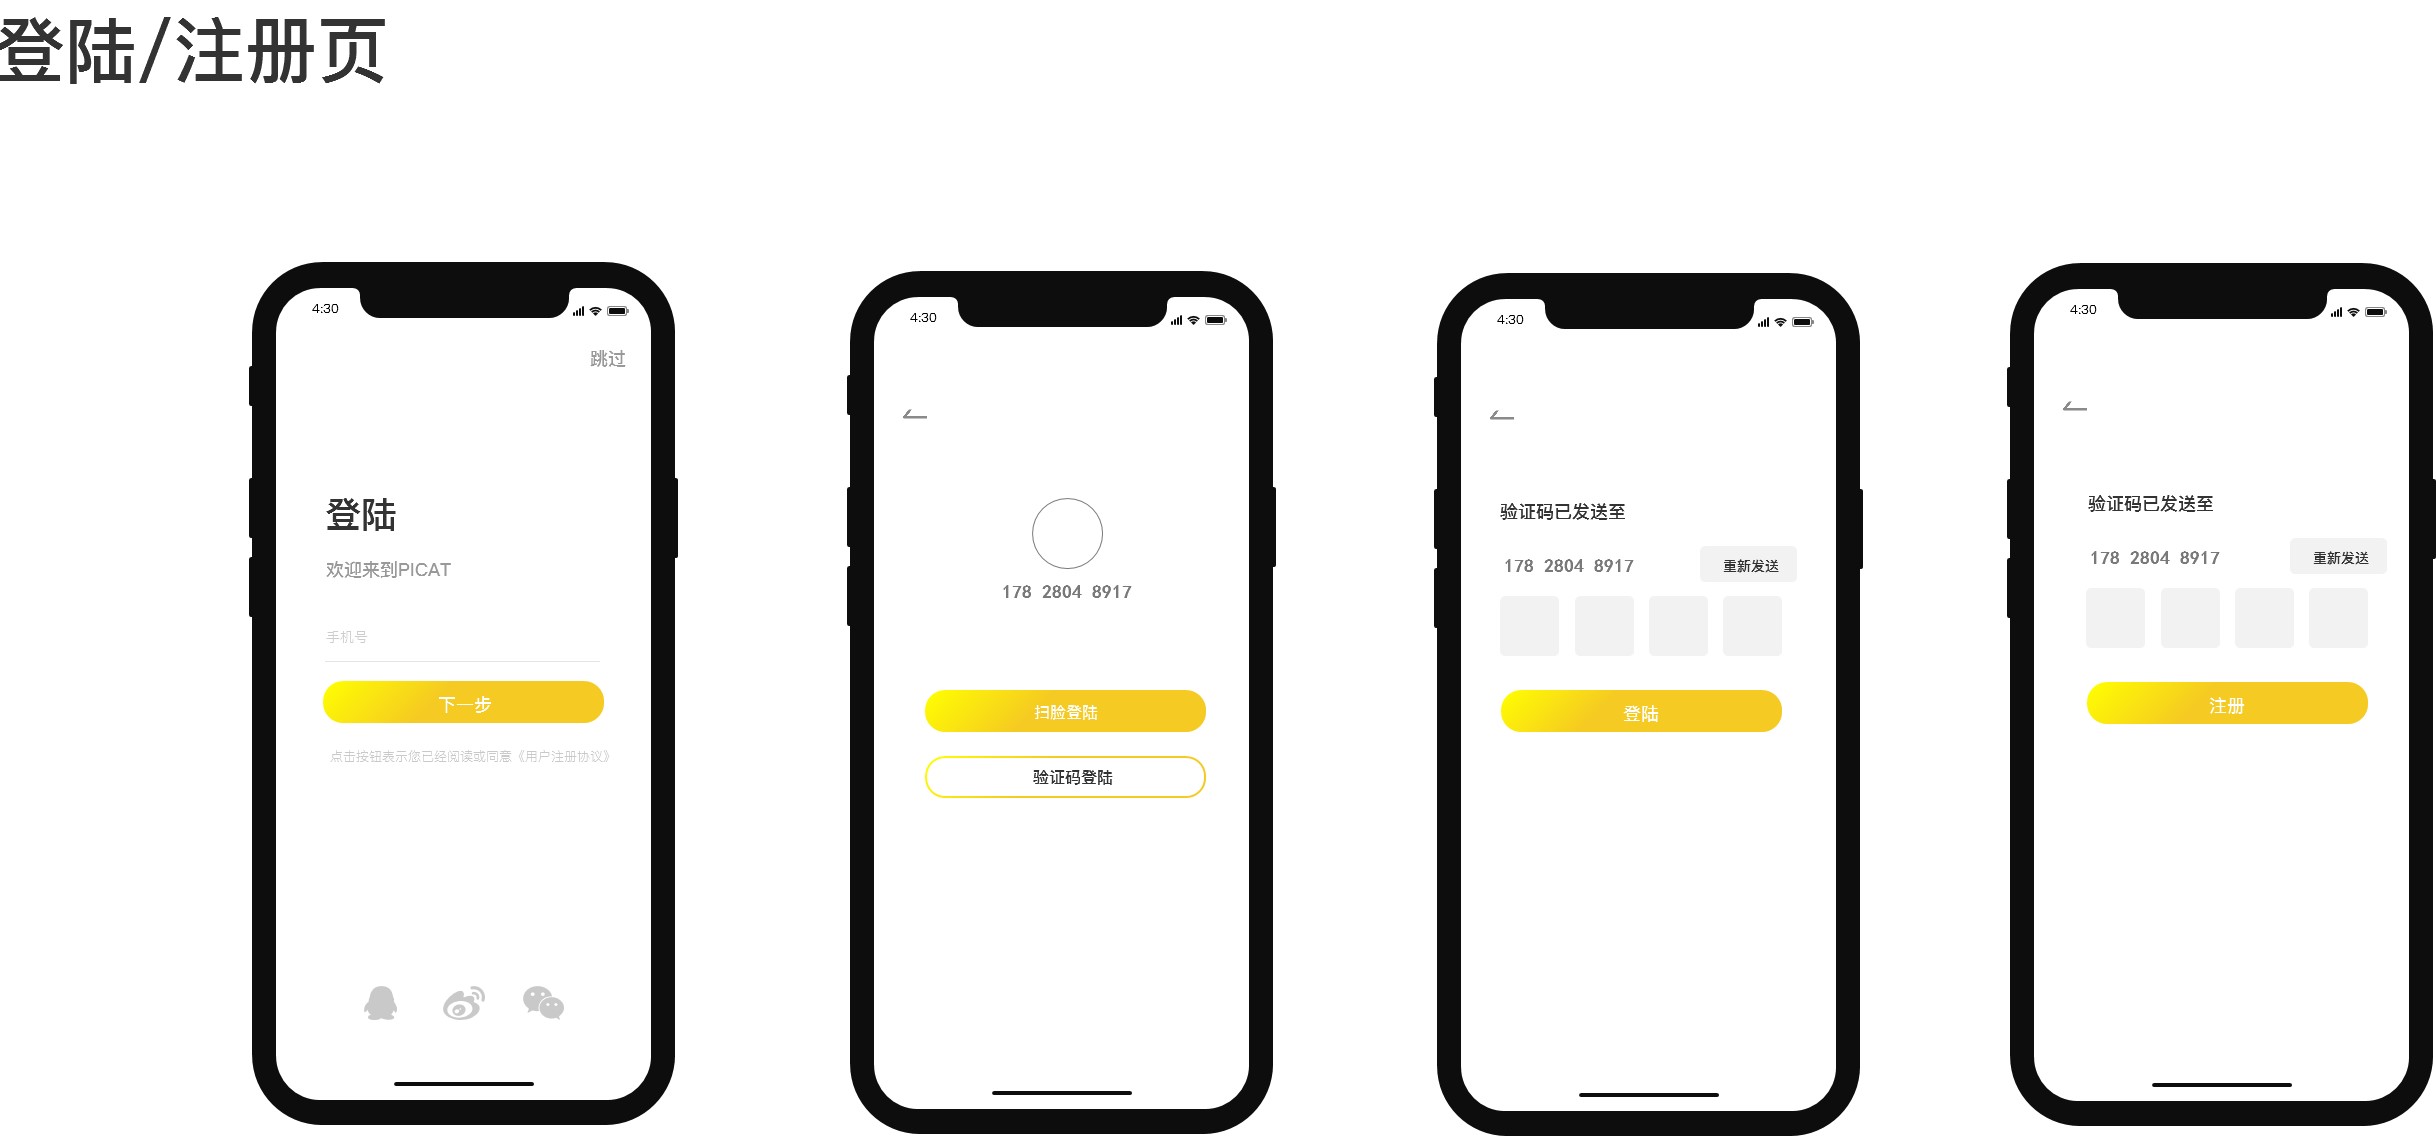 登陆/注册页
4:30
跳过
登陆
欢迎来到PICAT
手机号
下一步
点击按钮表示您已经阅读或同意《用户注册协议》
4:30
178 2804 8917
扫脸登陆
验证码登陆
4:30
验证码已发送至
178 2804 8917
重新发送
登陆
4:30
验证码已发送至
178 2804 8917
重新发送
注册